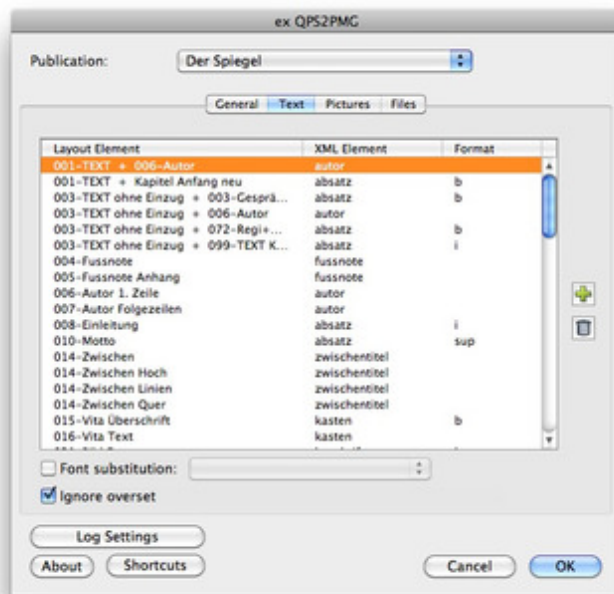 ex QPS2PMG
Publication: Der Spiegel
General Text Pictures Files
Layout Element XML Element Format
001-TEXT + 006-Autor autor
001-TEXT + Kapitel Anfang neu absatz b
003-TEXT ohne Einzug + 003-Gesprä... absatz b
003-TEXT ohne Einzug + 006-Autor autor
003-TEXT ohne Einzug + 072-Regi+... absatz b
003-TEXT ohne Einzug + 099-TEXT K... absatz i
004-Fussnote fussnote
005-Fussnote Anhang fussnote
006-Autor 1. Zeile autor
007-Autor Folgezeilen autor
008-Einleitung absatz i
010-Motto absatz sup
014-Zwischen zwischentitel
014-Zwischen Hoch zwischentitel
014-Zwischen Linien zwischentitel
014-Zwischen Quer zwischentitel
015-Vita Überschrift kasten b
016-Vita Text kasten
Font substitution:
Ignore overset
Log Settings
About Shortcuts Cancel OK